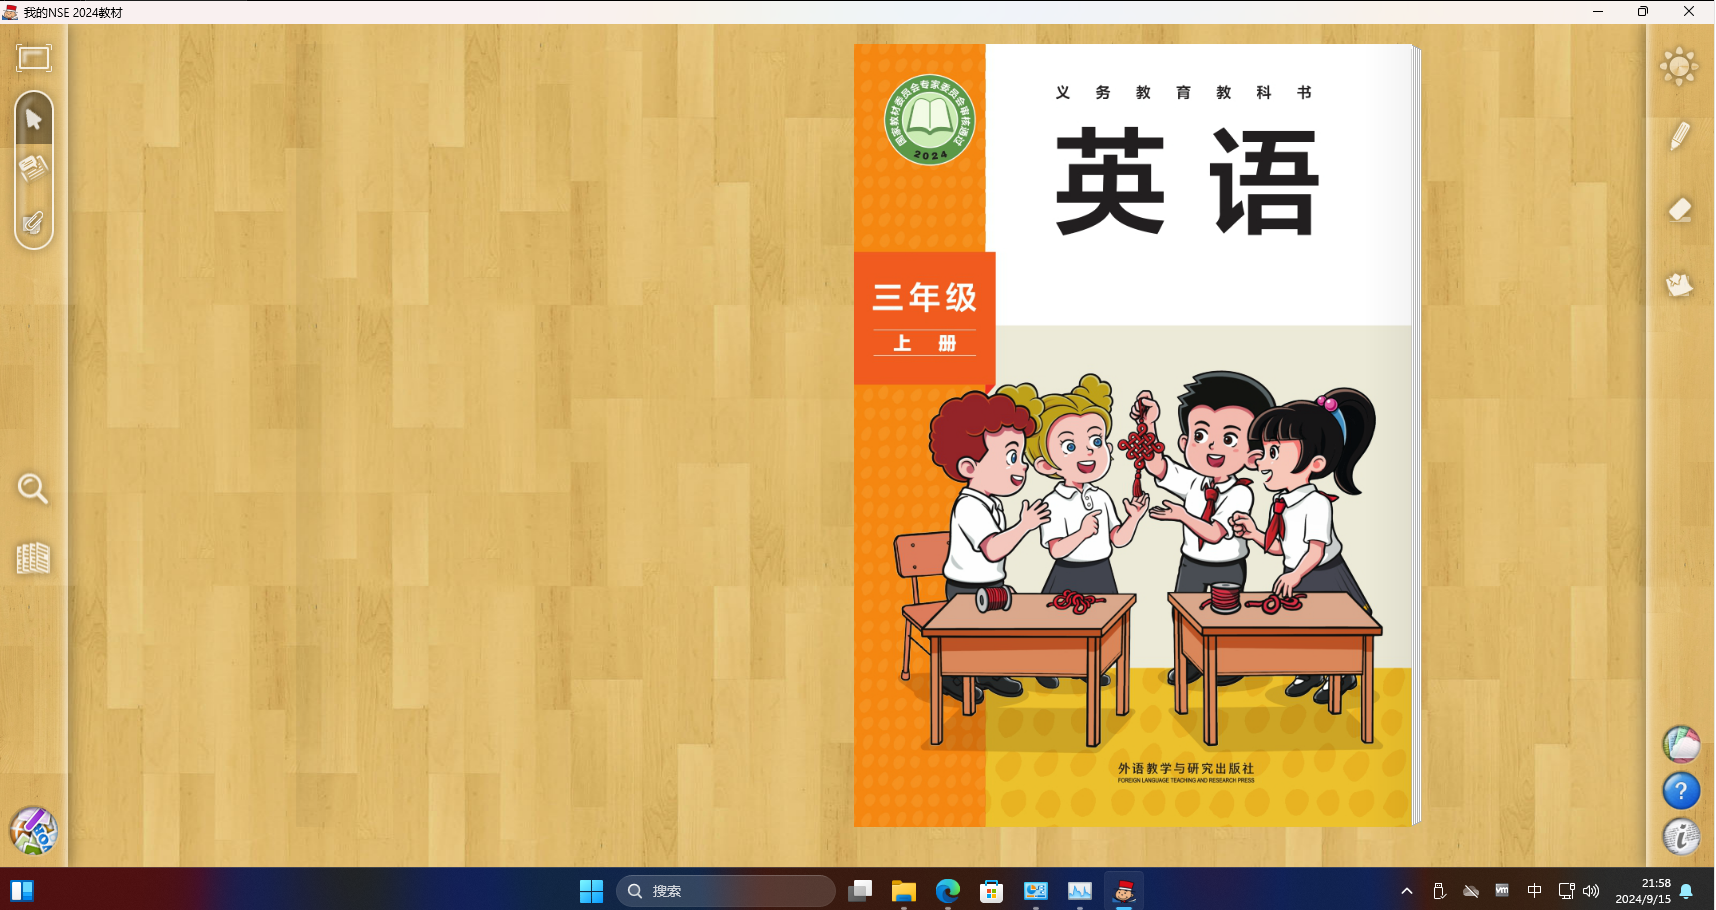 我的NSE 2024教材
国家教材委员会专家委员会审核通过
2024
义务教育教科书
英语
三年级
上册
外语教学与研究出版社
FOREIGN LANGUAGE TEACHING AND RESEARCH PRESS
搜索
vm
中
21:58
2024/9/15